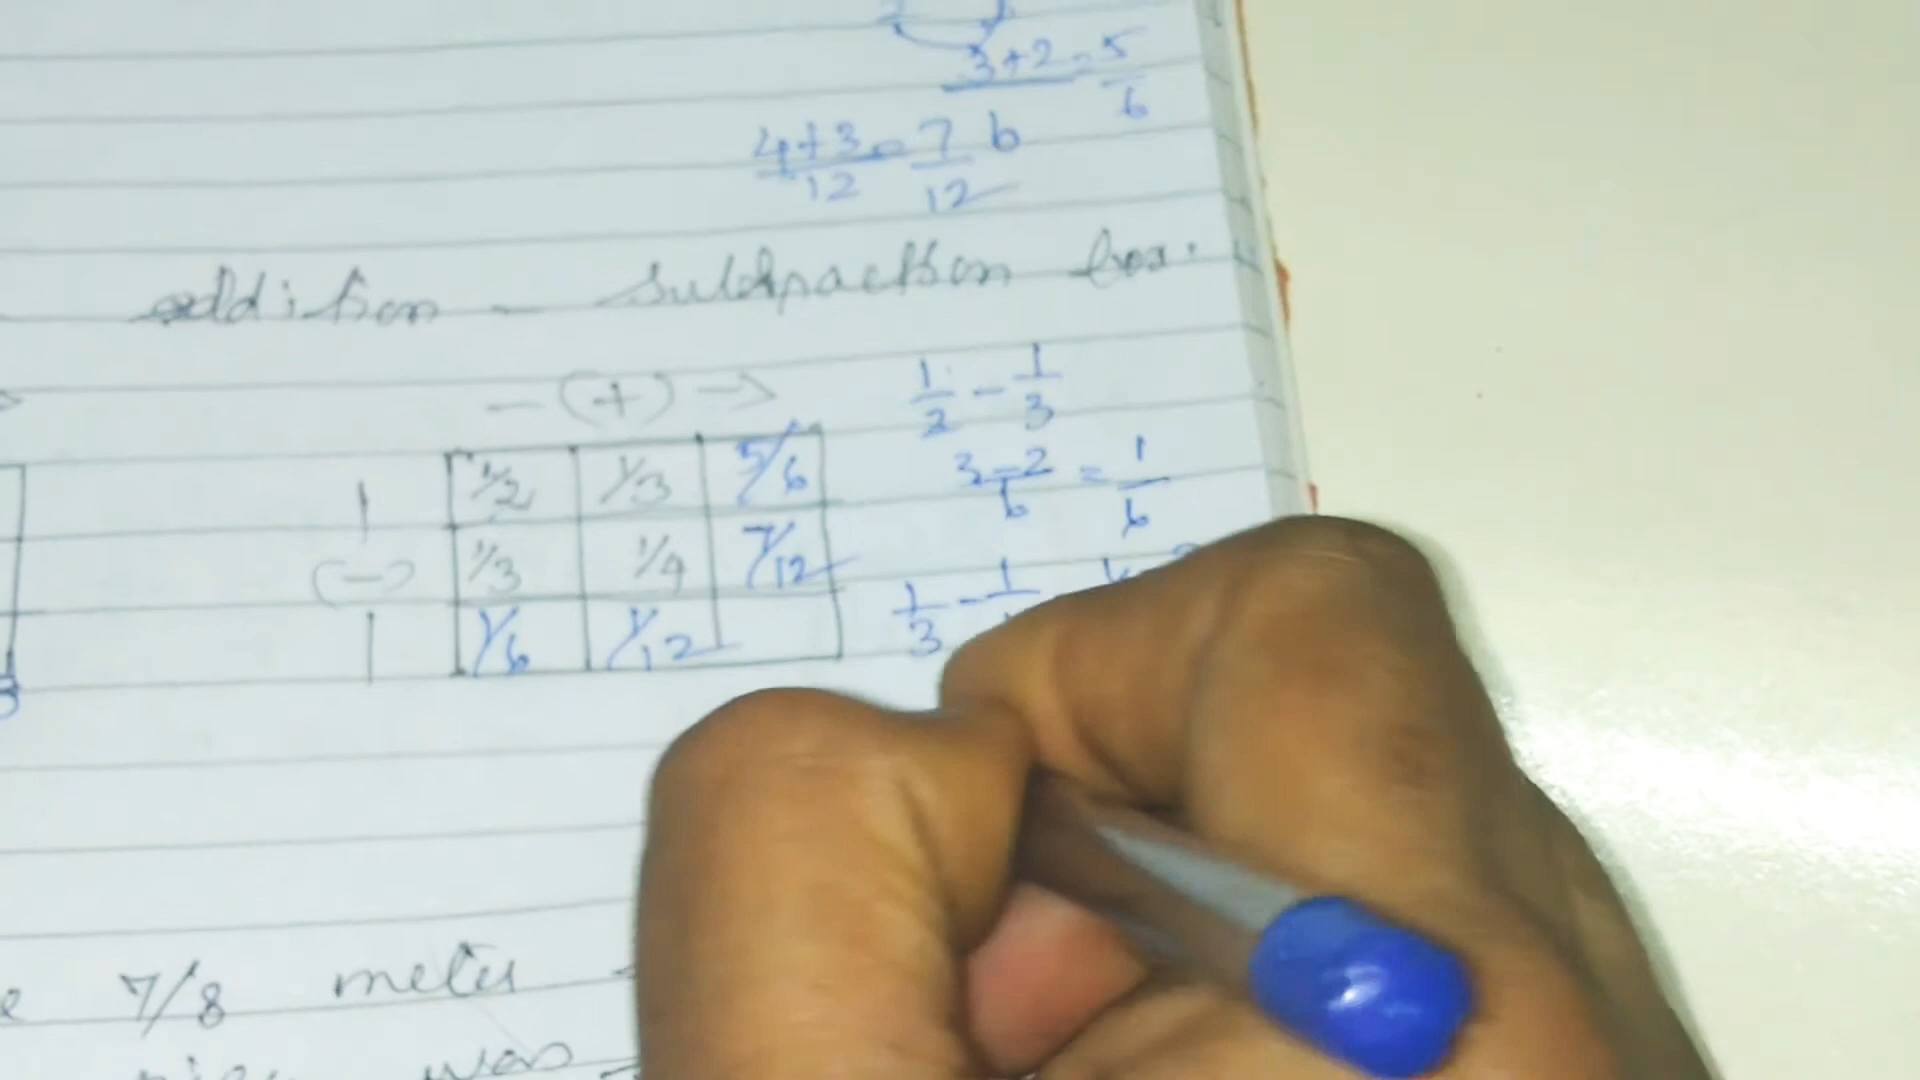 3+2 = 5/6
6
4+3/12 = 7/12
addition - subtraction box.
- (+) →
1/2 - 1/3
1/2 1/3 5/6
3-2/6 = 1/6
(-) 1/3 1/4 7/12
1/3 - 1
1/6 1/12
7/8 meter
was